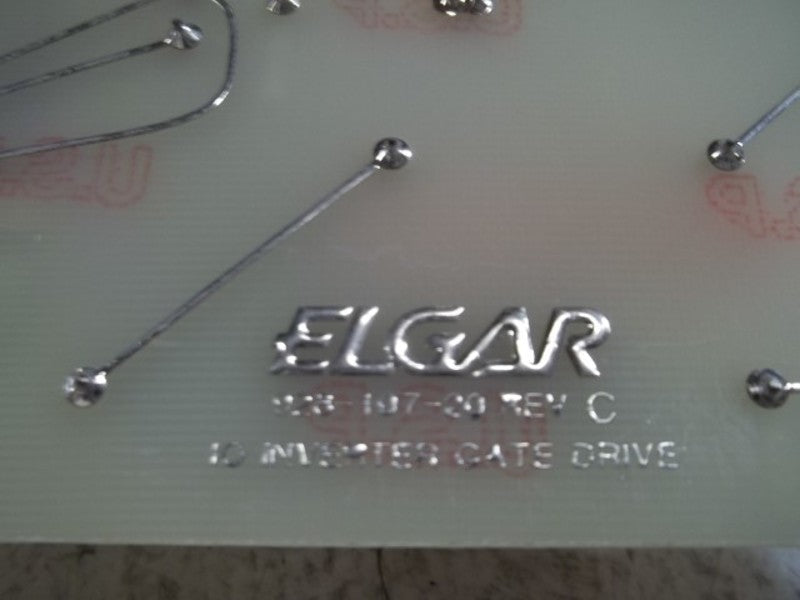 U.S.P
U.S.
.P
ELGAR
REV C
INVERTER GATE DRIVE